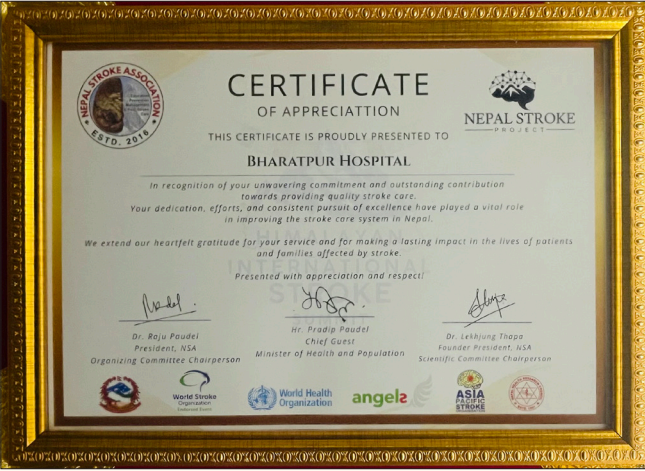 NEPAL STROKE ASSOCIATION
ESTD. 2016
NEPAL STROKE
PROJECT
CERTIFICATE
OF APPRECIATTION
THIS CERTIFICATE IS PROUDLY PRESENTED TO
BHARATPUR HOSPITAL
In recognition of your unwavering commitment and outstanding contribution
towards providing quality stroke care.
Your dedication, efforts, and consistent pursuit of excellence have played a vital role
in improving the stroke care system in Nepal.
We extend our heartfelt gratitude for your service and for making a lasting impact in the lives of patients
and families affected by stroke.
Presented with appreciation and respect!
HIMALAYAN
INTERNATIONAL
STROKE
Dr. Raju Paudel
President, NSA
Organizing Committee Chairperson
Hr. Pradip Paudel
Chief Guest
Minister of Health and Population
Dr. Lekhjung Thapa
Founder President, NSA
Scientific Committee Chairperson
World Stroke
Organization
World Health
Organization
angels
ASIA
PACIFIC
STROKE